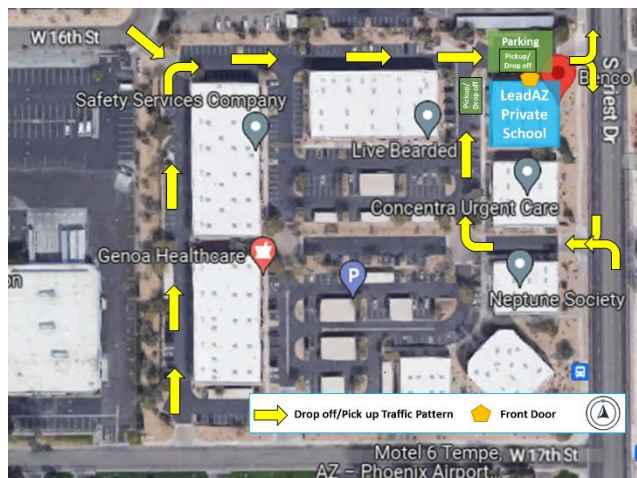 W 16th St
Parking
Pickup/
Drop off
S Priest Dr
Benco
Pickup/
Drop off
LeadAZ
Private
School
Safety Services Company
Live Bearded
Concentra Urgent Care
Genoa Healthcare
P
Neptune Society
on
Drop off/Pick up Traffic Pattern
Front Door
Motel 6 Tempe,
AZ – Phoenix Airport...
W 17th St